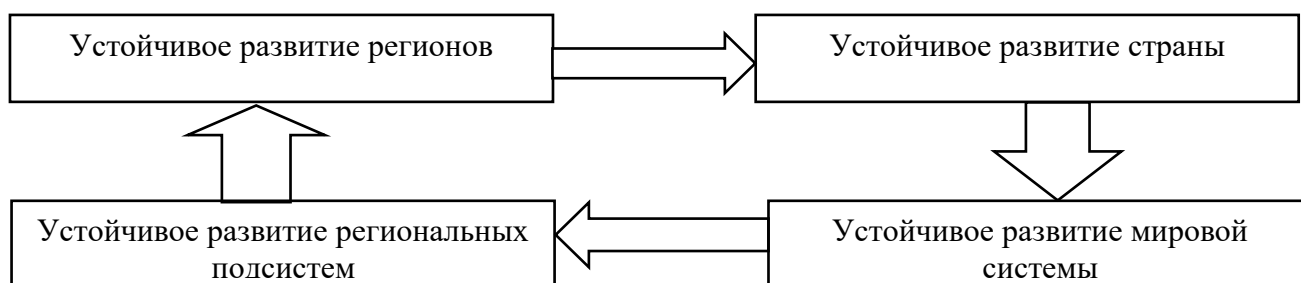 Устойчивое развитие регионов
Устойчивое развитие страны
Устойчивое развитие региональных
подсистем
Устойчивое развитие мировой
системы